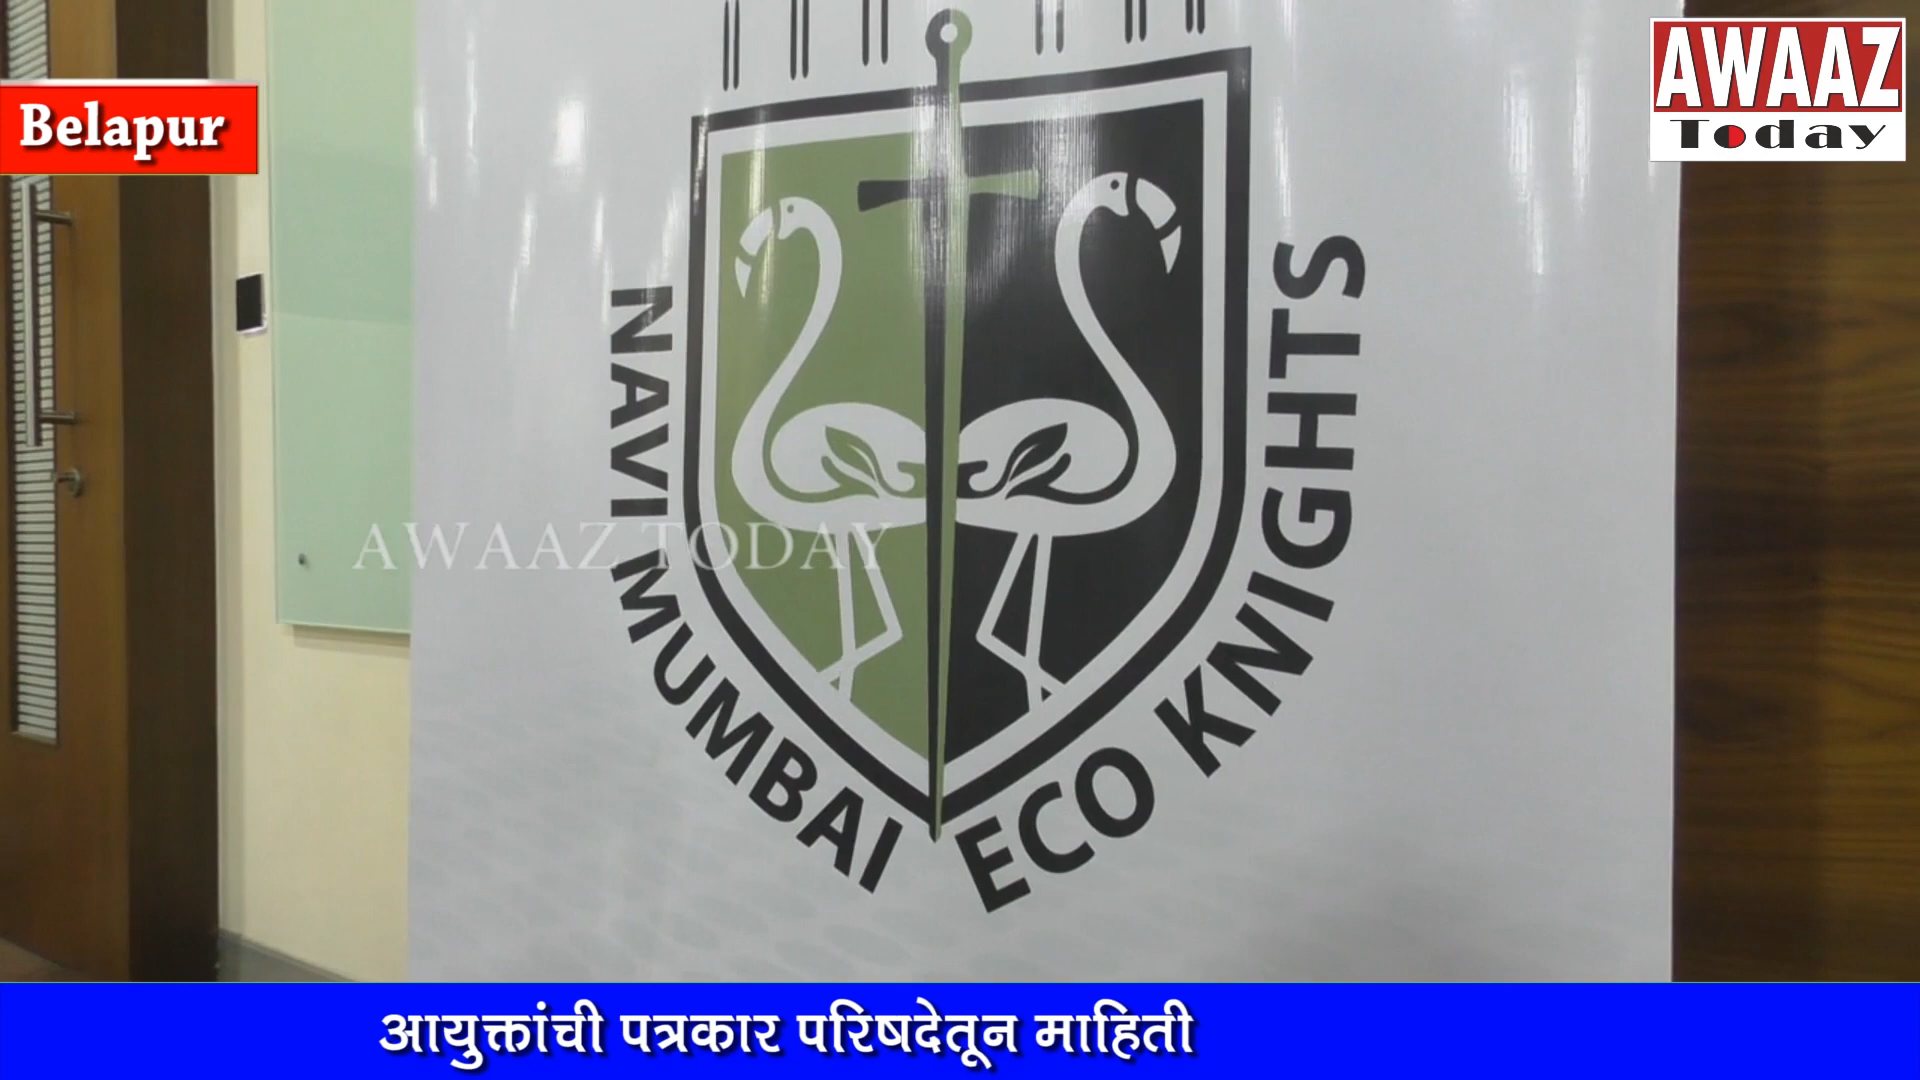 Belapur
AWAAZ
Today
NAVI MUMBAI ECO KNIGHTS
AWAAZ TODAY
आयुक्तांची पत्रकार परिषदेतून माहिती